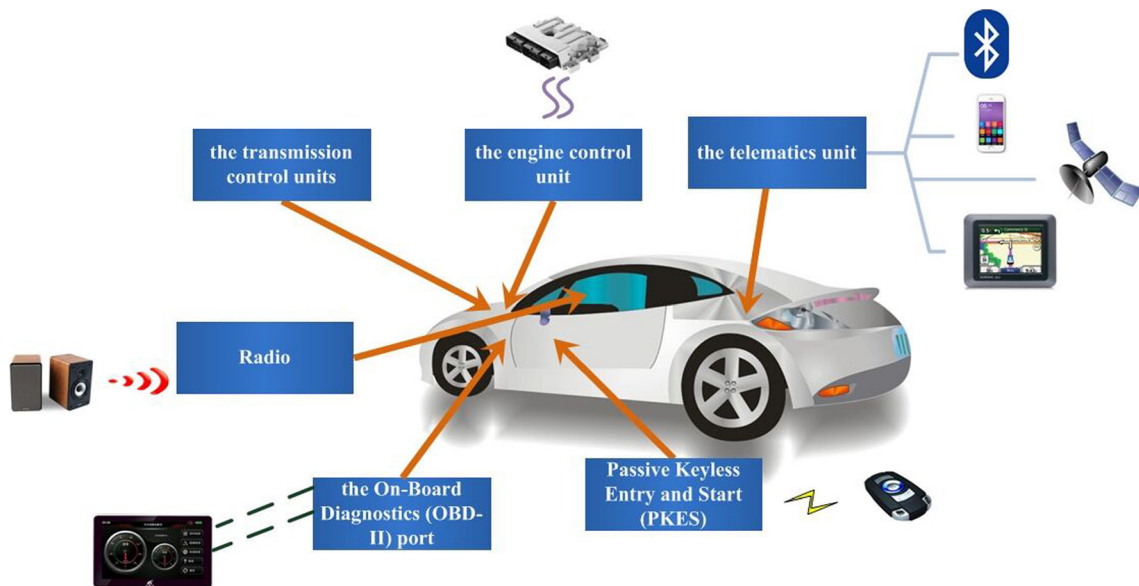 the transmission
control units
the engine control
unit
the telematics unit
Radio
the On-Board
Diagnostics (OBD-
II) port
Passive Keyless
Entry and Start
(PKES)